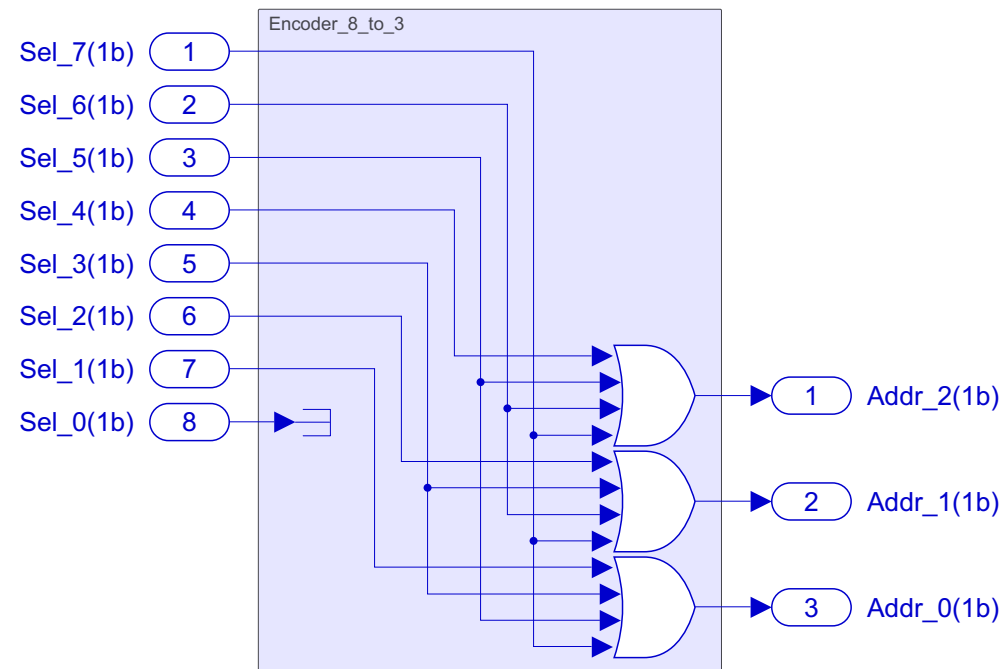 Encoder_8_to_3
Sel_7(1b) 1
Sel_6(1b) 2
Sel_5(1b) 3
Sel_4(1b) 4
Sel_3(1b) 5
Sel_2(1b) 6
Sel_1(1b) 7
Sel_0(1b) 8
1 Addr_2(1b)
2 Addr_1(1b)
3 Addr_0(1b)